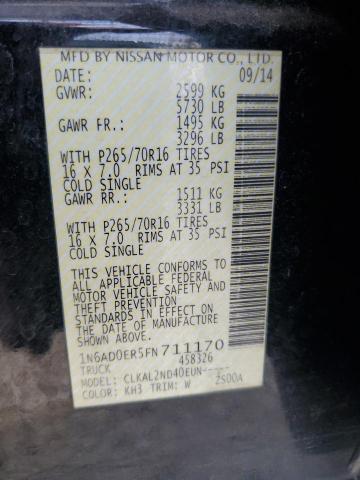 MFD BY NISSAN MOTOR CO., LTD.
DATE: 09/14
GVWR: 2599 KG
5730 LB
GAWR FR.: 1495 KG
3296 LB
WITH P265/70R16 TIRES
16 X 7.0 RIMS AT 35 PSI
COLD SINGLE
GAWR RR.: 1511 KG
3331 LB
WITH P265/70R16 TIRES
16 X 7.0 RIMS AT 35 PSI
COLD SINGLE
THIS VEHICLE CONFORMS TO
ALL APPLICABLE FEDERAL
MOTOR VEHICLE SAFETY AND
THEFT PREVENTION
STANDARDS IN EFFECT ON
THE DATE OF MANUFACTURE
SHOWN ABOVE.
1N6AD0ER5FN711170
TRUCK 458326
MODEL: CLKAL2ND40EUN-----
COLOR: KH3 TRIM: W 2S00A